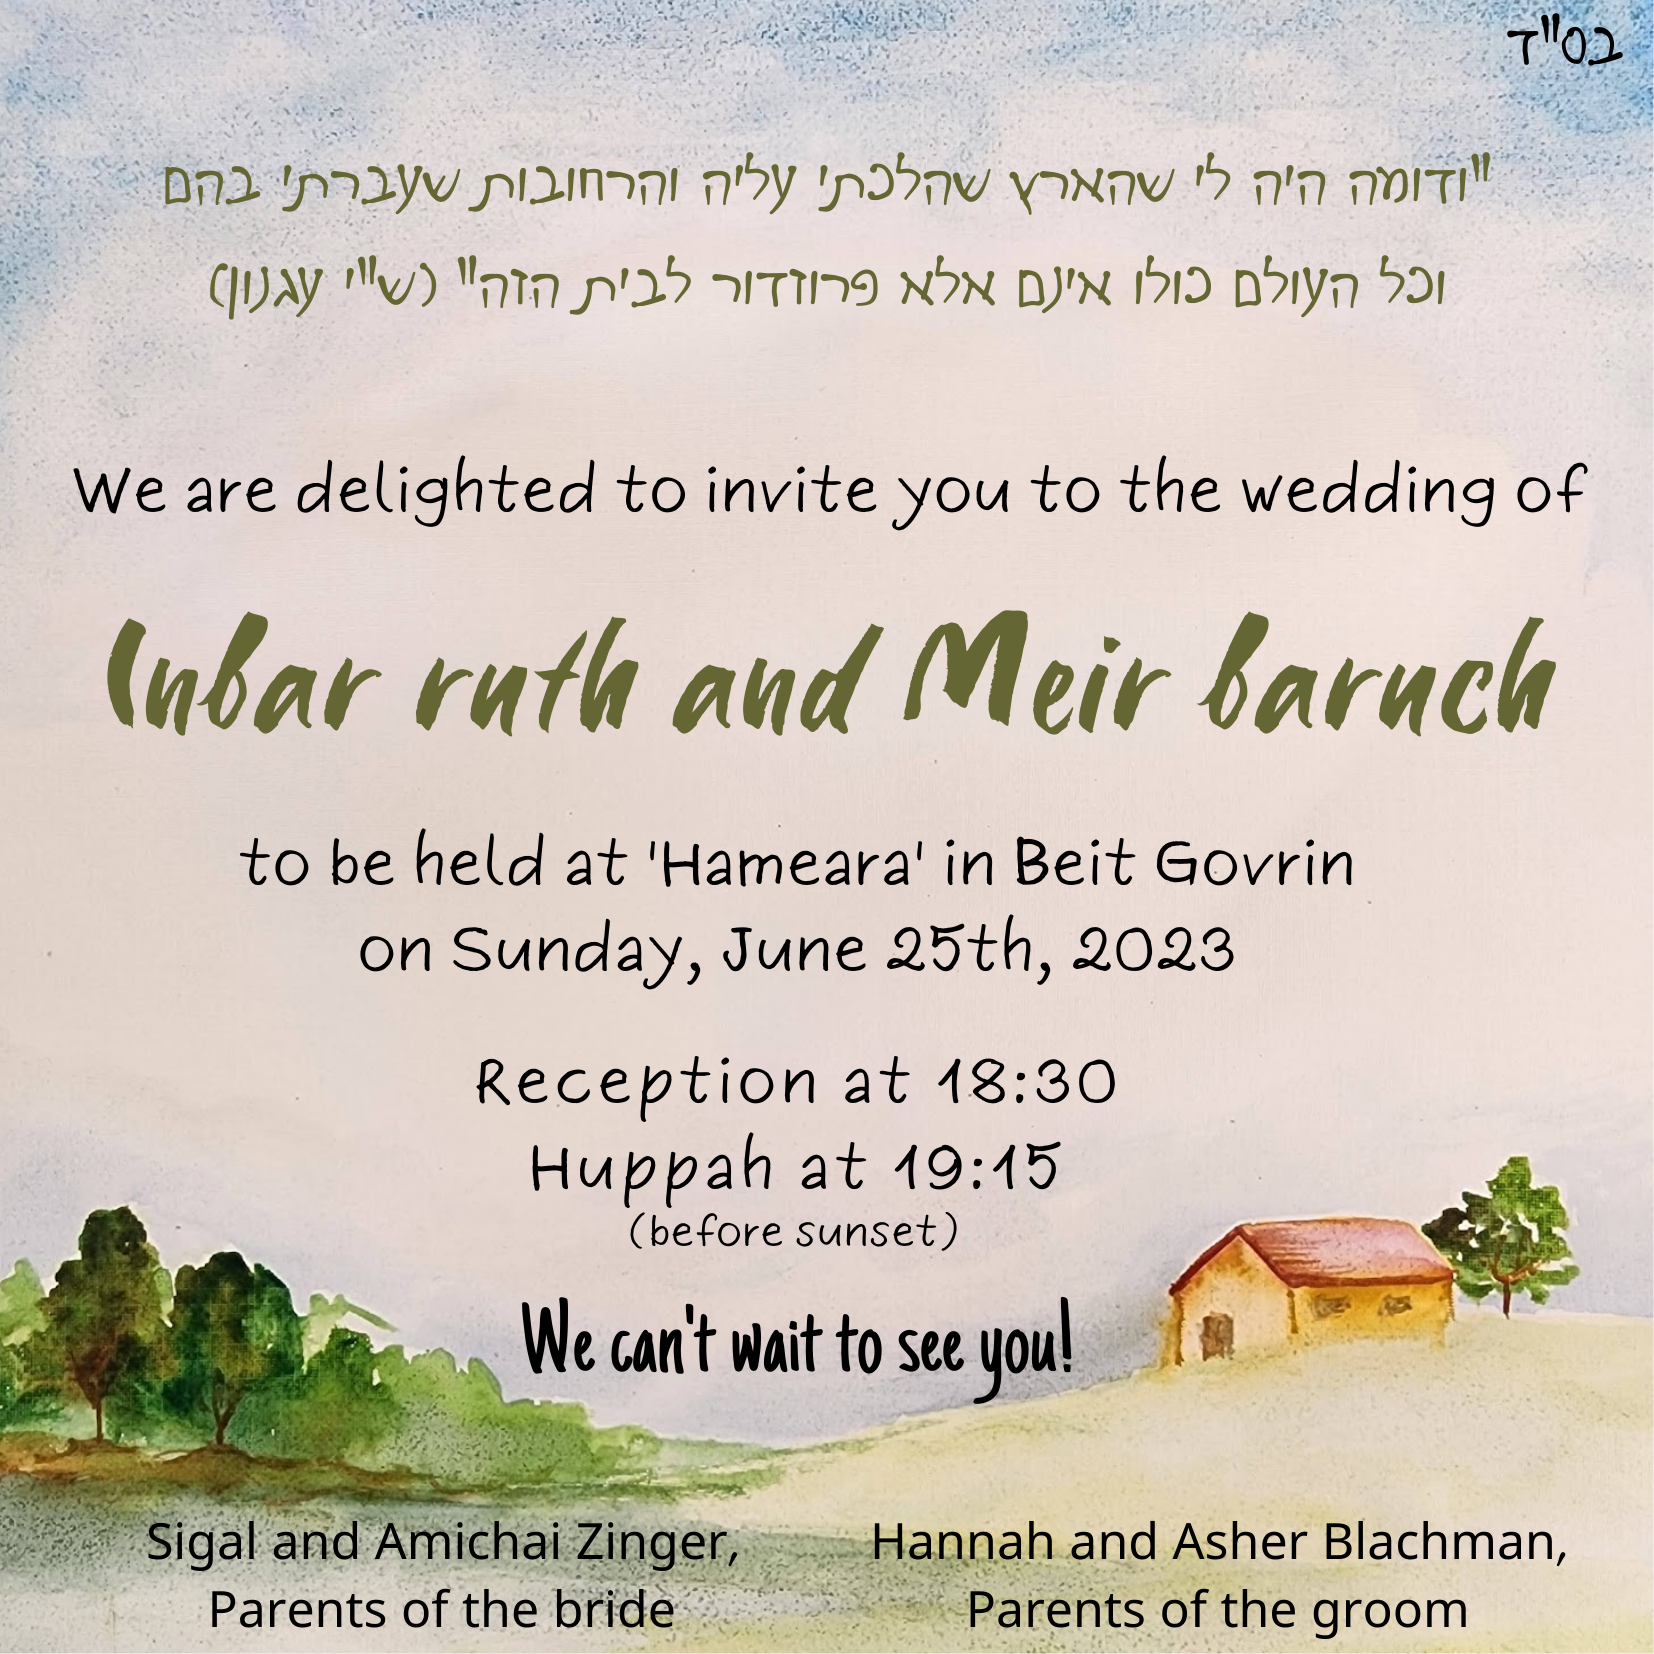 בס"ד
"ודומה היה לי שהארץ שהלכתי עליה והרחובות שעברתי בהם
וכל העולם כולו אינם אלא פרוזדור לבית הזה" (ש"י עגנון)
We are delighted to invite you to the wedding of
Inbar ruth and Meir baruch
to be held at 'Hameara' in Beit Govrin
on Sunday, June 25th, 2023
Reception at 18:30
Huppah at 19:15
(before sunset)
We can't wait to see you!
Sigal and Amichai Zinger,
Parents of the bride
Hannah and Asher Blachman,
Parents of the groom